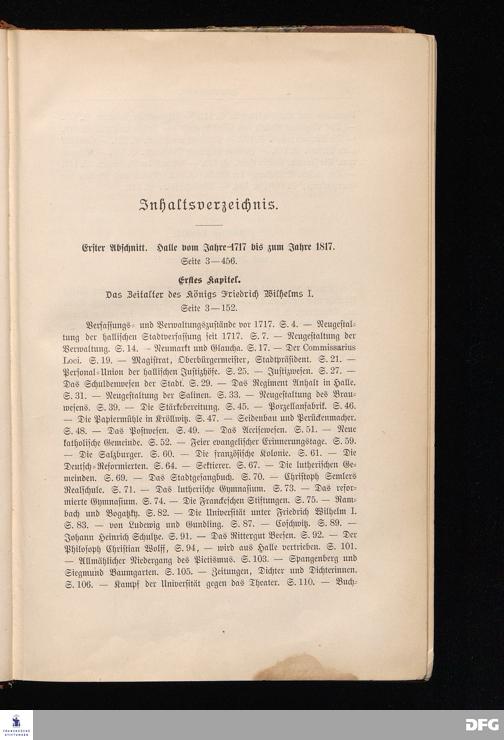 Inhaltsverzeichnis.
Erster Abschnitt. Halle vom Jahre 1717 bis zum Jahre 1817.
Seite 3—456.
Erstes Kapitel.
Das Zeitalter des Königs Friedrich Wilhelms I.
Seite 3—152.
Verfassungs- und Verwaltungszustände vor 1717. S. 4. — Neugestal-
tung der hallischen Stadtverfassung seit 1717. S. 7. — Neugestaltung der
Verwaltung. S. 14. — Neumarkt und Glaucha. S. 17. — Der Commissarius
Loci. S. 19. — Magistrat, Oberbürgermeister, Stadtpräsident. S. 21. —
Personal-Union der hallischen Justizhöfe. S. 25. — Justizwesen. S. 27. —
Das Schuldenwesen der Stadt. S. 29. — Das Regiment Anhalt in Halle.
S. 31. — Neugestaltung der Salinen. S. 33. — Neugestaltung des Brau-
wesens. S. 39. — Die Stärkebereitung. S. 45. — Porzellanfabrik. S. 46.
— Die Papiermühle in Kröllwitz. S. 47. — Seidenbau und Perückenmacher.
S. 48. — Das Postwesen. S. 49. — Das Accisewesen. S. 51. — Neue
katholische Gemeinde. S. 52. — Feier evangelischer Erinnerungstage. S. 59.
— Die Salzburger. S. 60. — Die französische Kolonie. S. 61. — Die
Deutsch-Reformierten. S. 64. — Sektierer. S. 67. — Die lutherischen Ge-
meinden. S. 69. — Das Stadtgesangbuch. S. 70. — Christoph Semlers
Realschule. S. 71. — Das lutherische Gymnasium. S. 73. — Das refor-
mierte Gymnasium. S. 74. — Die Franckeschen Stiftungen. S. 75. — Ram-
bach und Bogatzky. S. 82. — Die Universität unter Friedrich Wilhelm I.
S. 83. — von Ludewig und Gundling. S. 87. — Coschwitz. S. 89. —
Johann Heinrich Schultze. S. 91. — Das Rittergut Beesen. S. 92. — Der
Philosoph Christian Wolff, S. 94, — wird aus Halle vertrieben. S. 101.
— Allmählicher Niedergang des Pietismus. S. 103. — Spangenberg und
Siegmund Baumgarten. S. 105. — Zeitungen, Dichter und Dichterinnen.
S. 106. — Kampf der Universität gegen das Theater. S. 110. — Buch-
FRANCKESCHE
STIFTUNGEN
DFG